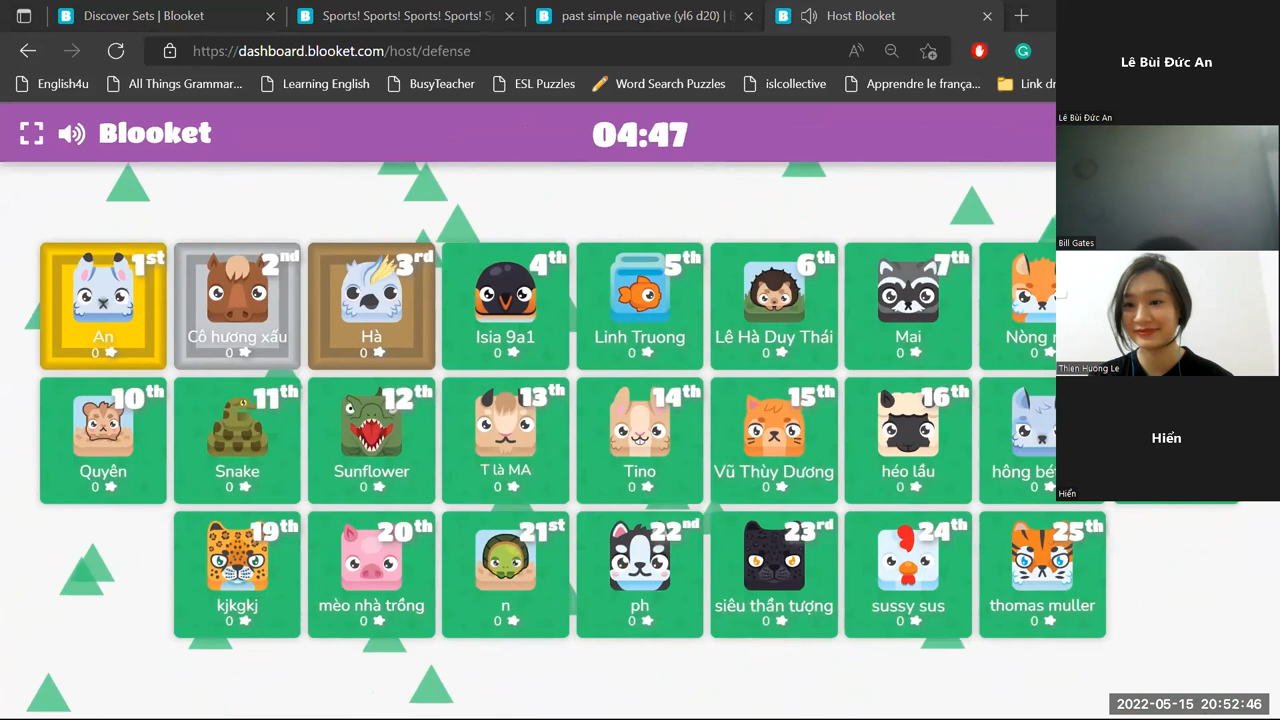 Discover Sets | Blooket
Sports! Sports! Sports! Sports! S
past simple negative (yl6 d20) | B
Host Blooket
https://dashboard.blooket.com/host/defense
English4u
All Things Grammar...
Learning English
BusyTeacher
ESL Puzzles
Word Search Puzzles
islcollective
Apprendre le frança...
Link dr
Blooket
04:47
Lê Bùi Đức An
Lê Bùi Đức An
Bill Gates
Thien Huong Le
Hiển
Hiển
1st
An
0
2nd
Cô hương xấu
0
3rd
Hà
0
4th
Isia 9a1
0
5th
Linh Truong
0
6th
Lê Hà Duy Thái
0
7th
Mai
0
Nòng
10th
Quyên
0
11th
Snake
0
12th
Sunflower
0
13th
T là MA
0
14th
Tino
0
15th
Vũ Thùy Dương
0
16th
héo lầu
0
hông
0
19th
kjkgkj
0
20th
mèo nhà trồng
0
21st
n
0
22nd
ph
0
23rd
siêu thần tượng
0
24th
sussy sus
0
25th
thomas muller
0
2022-05-15 20:52:46